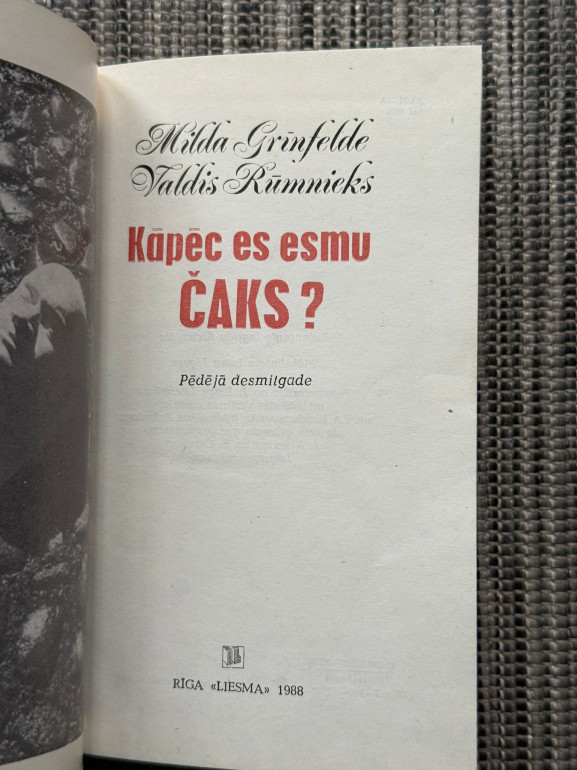 Milda Grīnfelde
Valdis Rūmnieks
Kāpēc es esmu
ČAKS?
Pēdējā desmitgade
RĪGA «LIESMA» 1988